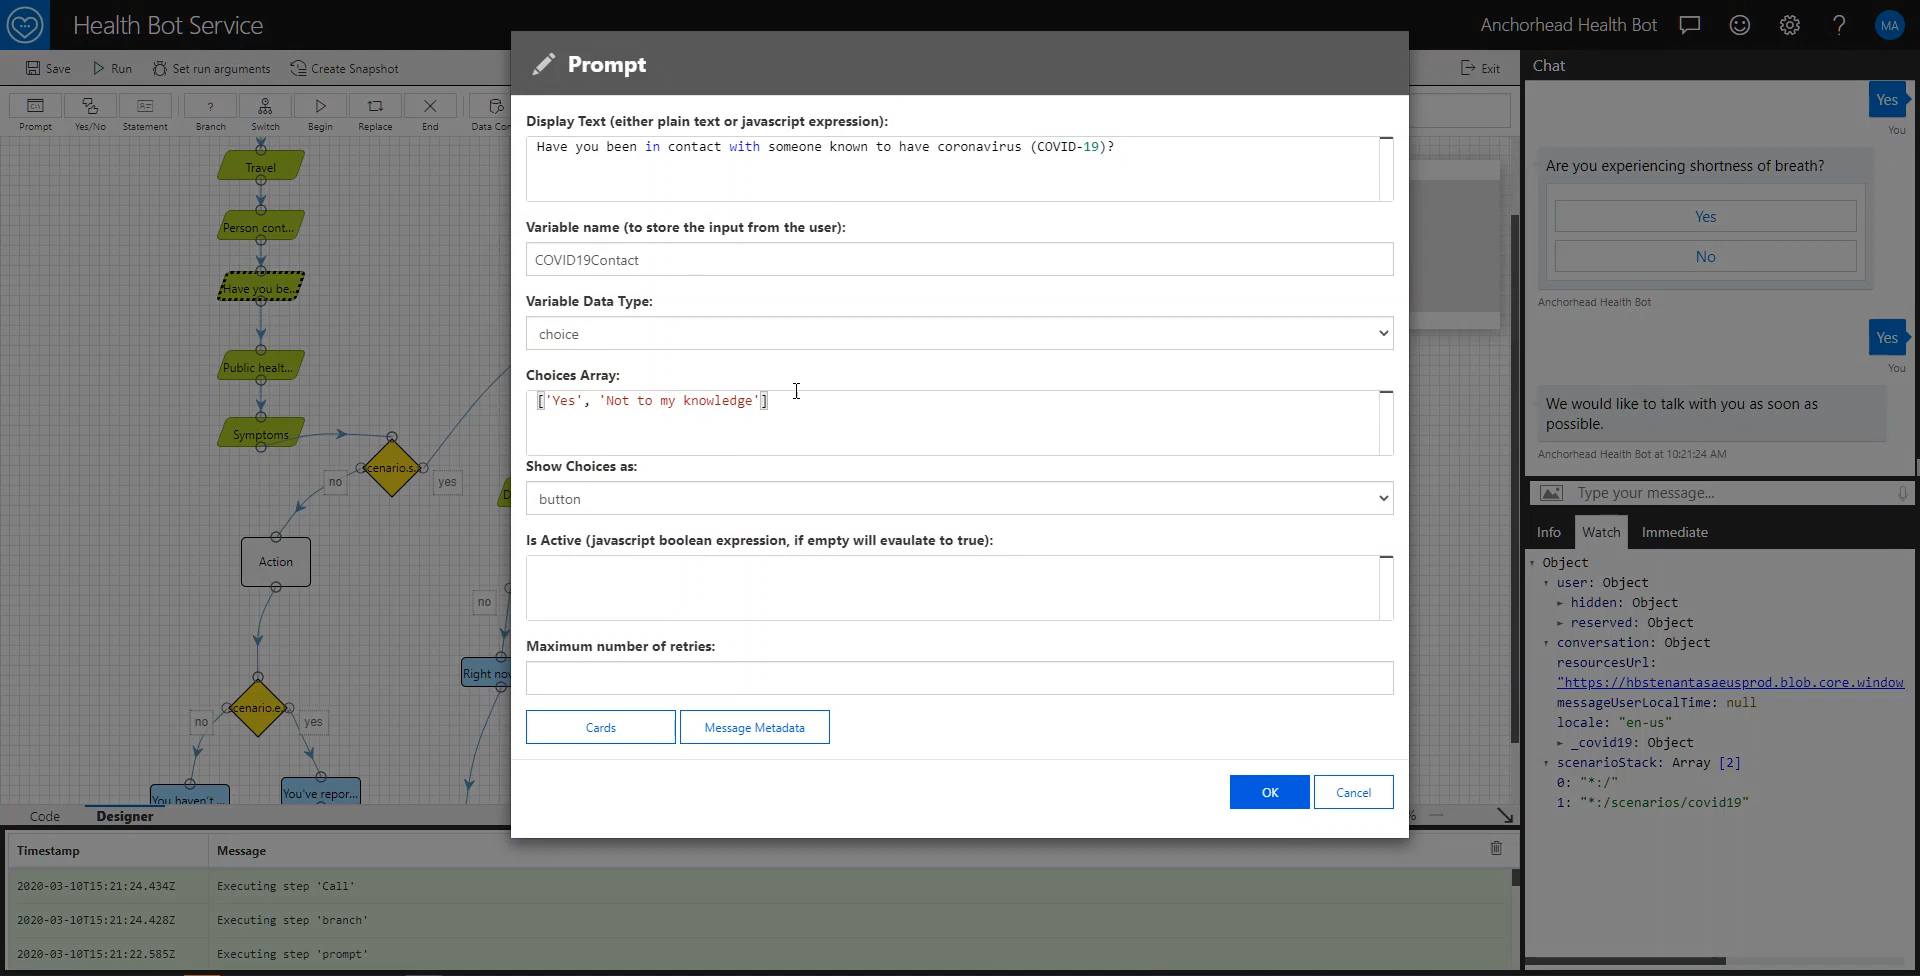 Health Bot Service
Anchorhead Health Bot
?
MA
Save
Run
Set run arguments
Create Snapshot
Exit
Prompt
Yes/No
Statement
Branch
Switch
Begin
Replace
End
Data Con
Travel
Person cont...
Have you be...
Public healt...
Symptoms
scenario.s
no
yes
Action
no
scenario.e.
no
yes
Right nov
You haven't ...
You've repor...
Code
Designer
Prompt
Display Text (either plain text or javascript expression):
Have you been in contact with someone known to have coronavirus (COVID-19)?
Variable name (to store the input from the user):
COVID19Contact
Variable Data Type:
choice
Choices Array:
['Yes', 'Not to my knowledge']
Show Choices as:
button
Is Active (javascript boolean expression, if empty will evaulate to true):
Maximum number of retries:
Cards
Message Metadata
OK
Cancel
%
Chat
Yes
You
Are you experiencing shortness of breath?
Yes
No
Anchorhead Health Bot
Yes
You
We would like to talk with you as soon as
possible.
Anchorhead Health Bot at 10:21:24 AM
Type your message...
Info
Watch
Immediate
Object
user: Object
hidden: Object
reserved: Object
conversation: Object
resourcesUrl:
"https://hbstenantasaeusprod.blob.core.window
messageUserLocalTime: null
locale: "en-us"
_covid19: Object
scenarioStack: Array [2]
0: "*:/"
1: "*:/scenarios/covid19"
Timestamp
Message
2020-03-10T15:21:24.434Z
Executing step 'Call'
2020-03-10T15:21:24.428Z
Executing step 'branch'
2020-03-10T15:21:22.585Z
Executing step 'prompt'